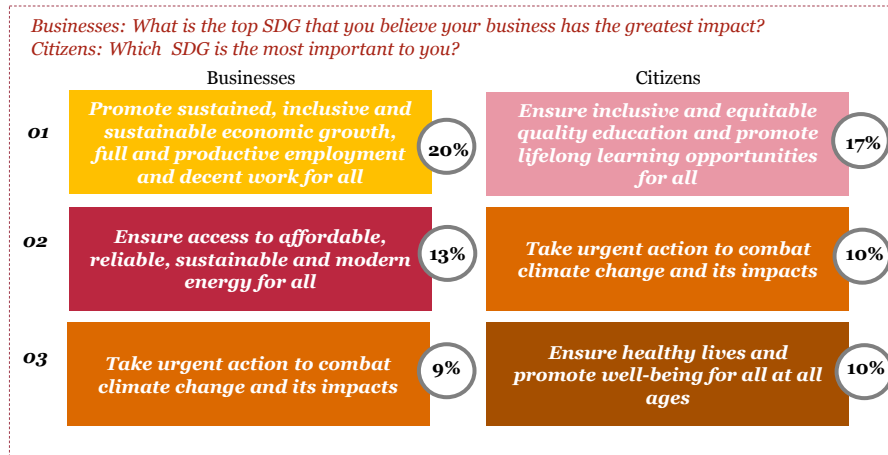 Businesses: What is the top SDG that you believe your business has the greatest impact?
Citizens: Which SDG is the most important to you?
Businesses
Citizens
01
Promote sustained, inclusive and
sustainable economic growth,
full and productive employment
and decent work for all
20%
Ensure inclusive and equitable
quality education and promote
lifelong learning opportunities
for all
17%
02
Ensure access to affordable,
reliable, sustainable and modern
energy for all
13%
Take urgent action to combat
climate change and its impacts
10%
03
Take urgent action to combat
climate change and its impacts
9%
Ensure healthy lives and
promote well-being for all at all
ages
10%